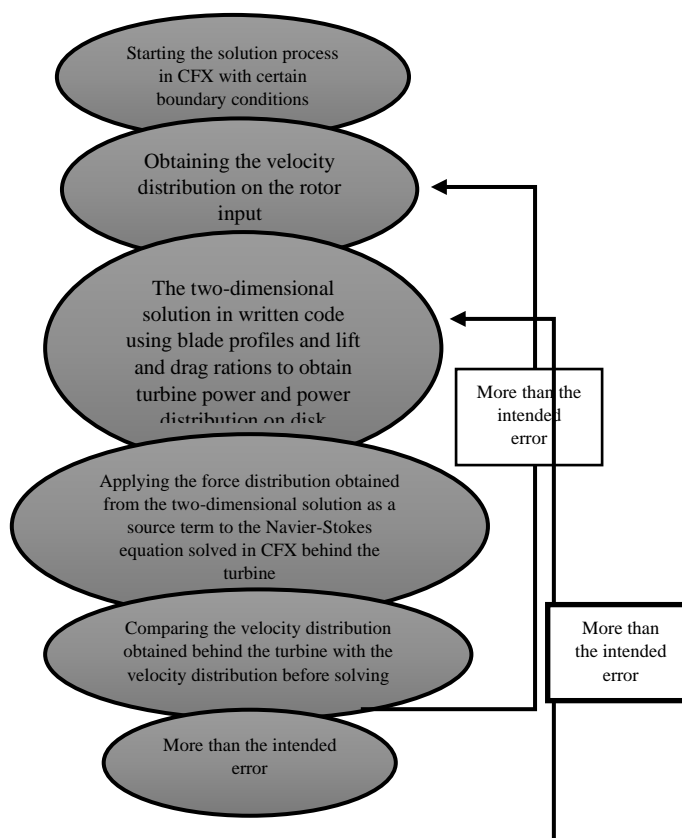 Starting the solution process
in CFX with certain
boundary conditions
Obtaining the velocity
distribution on the rotor
input
The two-dimensional
solution in written code
using blade profiles and lift
and drag rations to obtain
turbine power and power
distribution on disk
More than the
intended
error
Applying the force distribution obtained
from the two-dimensional solution as a
source term to the Navier-Stokes
equation solved in CFX behind the
turbine
Comparing the velocity distribution
obtained behind the turbine with the
velocity distribution before solving
More than
the intended
error
More than the intended
error